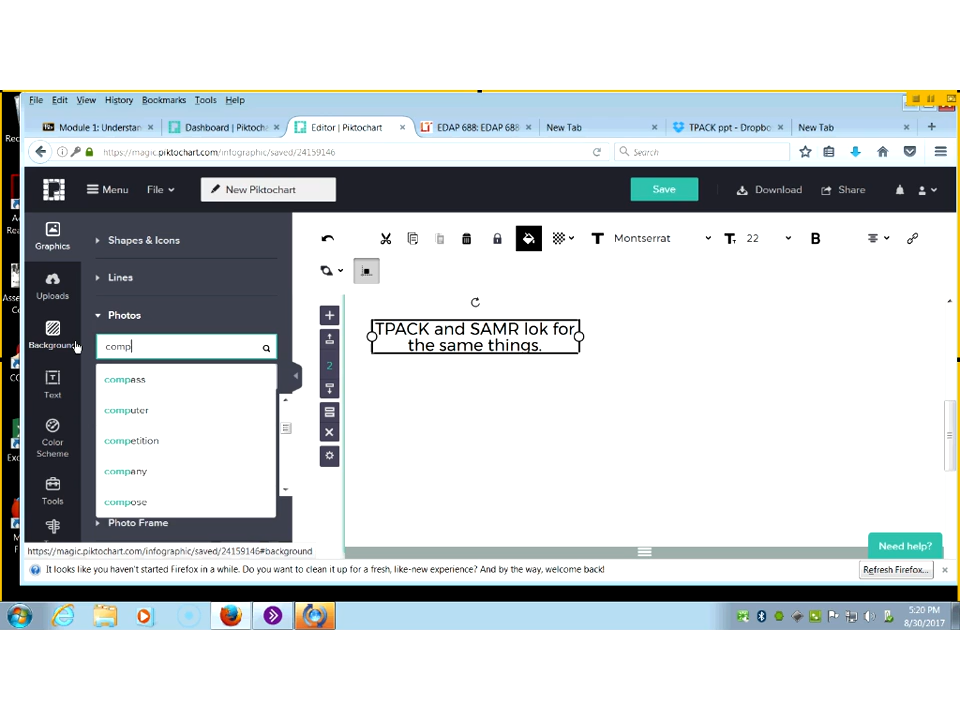 File Edit View History Bookmarks Tools Help
Module 1: Understan × Dashboard | Piktocha × Editor | Piktochart × EDAP 688: EDAP 688 × New Tab × TPACK ppt - Dropbo × New Tab ×
https://magic.piktochart.com/infographic/saved/24159146 Search
Menu File New Piktochart Save Download Share
Graphics
Shapes & Icons
Montserrat 22 B
Uploads
Lines
Photos
Background
comp
TPACK and SAMR lok for
the same things.
2
compass
Text
computer
Color
Scheme
competition
company
Tools
compose
Photo Frame
https://magic.piktochart.com/infographic/saved/24159146#background
Need help?
It looks like you haven't started Firefox in a while. Do you want to clean it up for a fresh, like-new experience? And by the way, welcome back! Refresh Firefox... ×
5:20 PM
8/30/2017